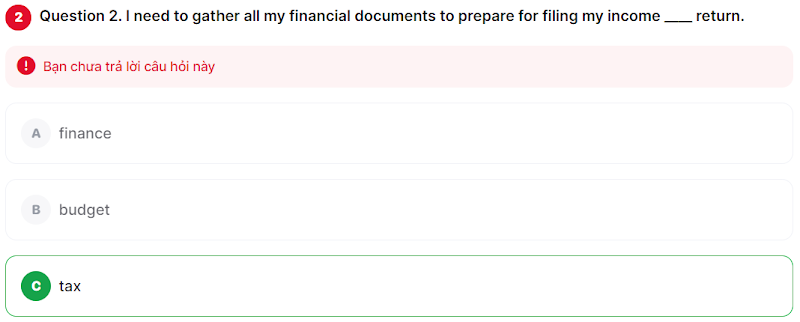 2 Question 2. I need to gather all my financial documents to prepare for filing my income ____ return.
! Bạn chưa trả lời câu hỏi này
A finance
B budget
C tax